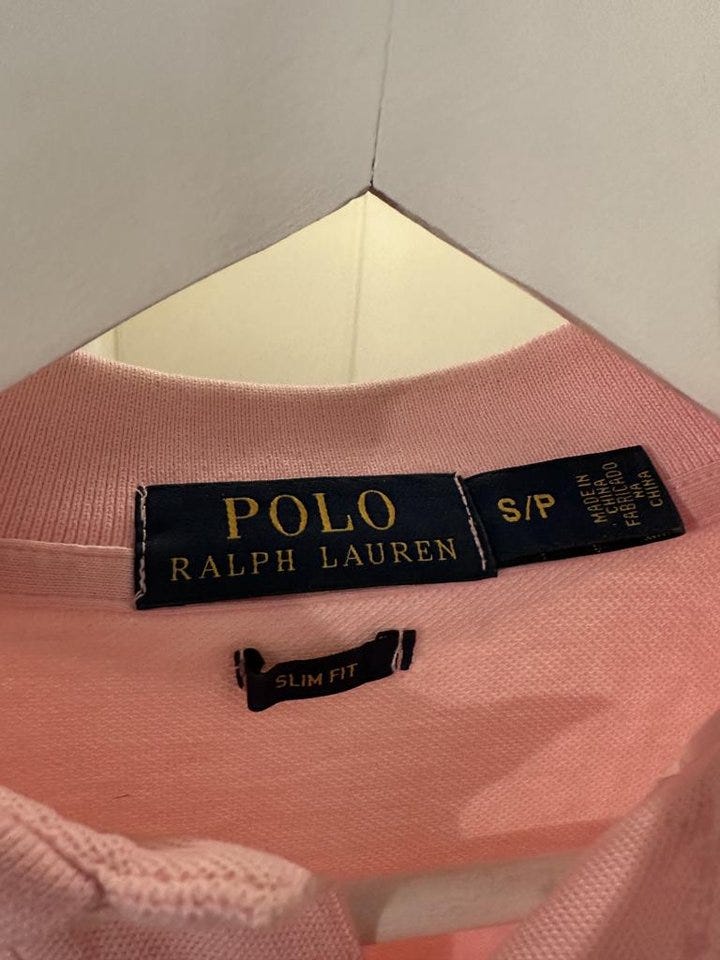 POLO
RALPH LAUREN
S/P
MADE IN
CHINA
FABRICADO
NA
CHINA
SLIM FIT